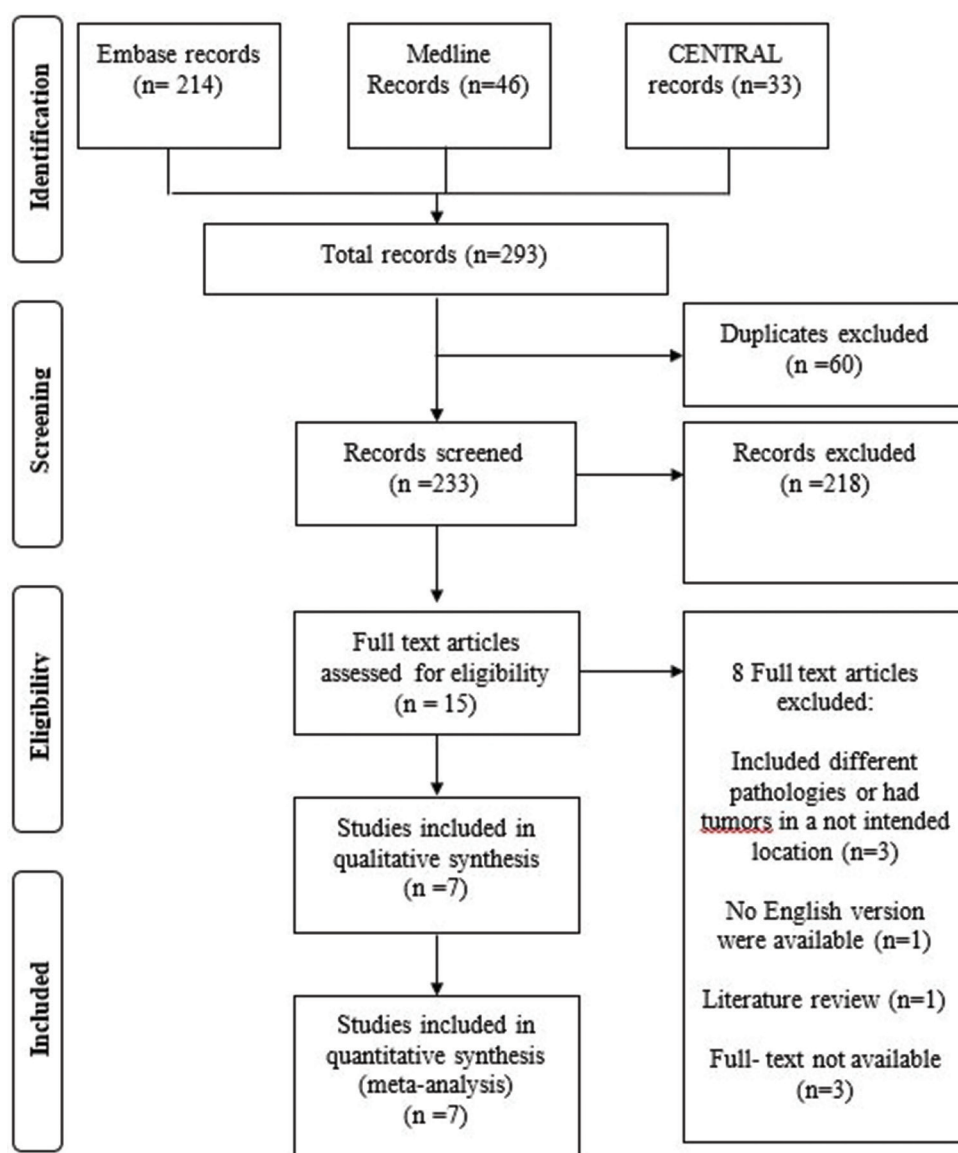 Identification
Embase records
(n= 214)
Medline
Records (n=46)
CENTRAL
records (n=33)
Total records (n=293)
Screening
Duplicates excluded
(n =60)
Records screened
(n =233)
Records excluded
(n =218)
Eligibility
Full text articles
assessed for eligibility
(n = 15)
8 Full text articles
excluded:
Included different
pathologies or had
tumors in a not intended
location (n=3)
No English version
were available (n=1)
Literature review (n=1)
Full- text not available
(n=3)
Studies included in
qualitative synthesis
(n =7)
Included
Studies included in
quantitative synthesis
(meta-analysis)
(n =7)